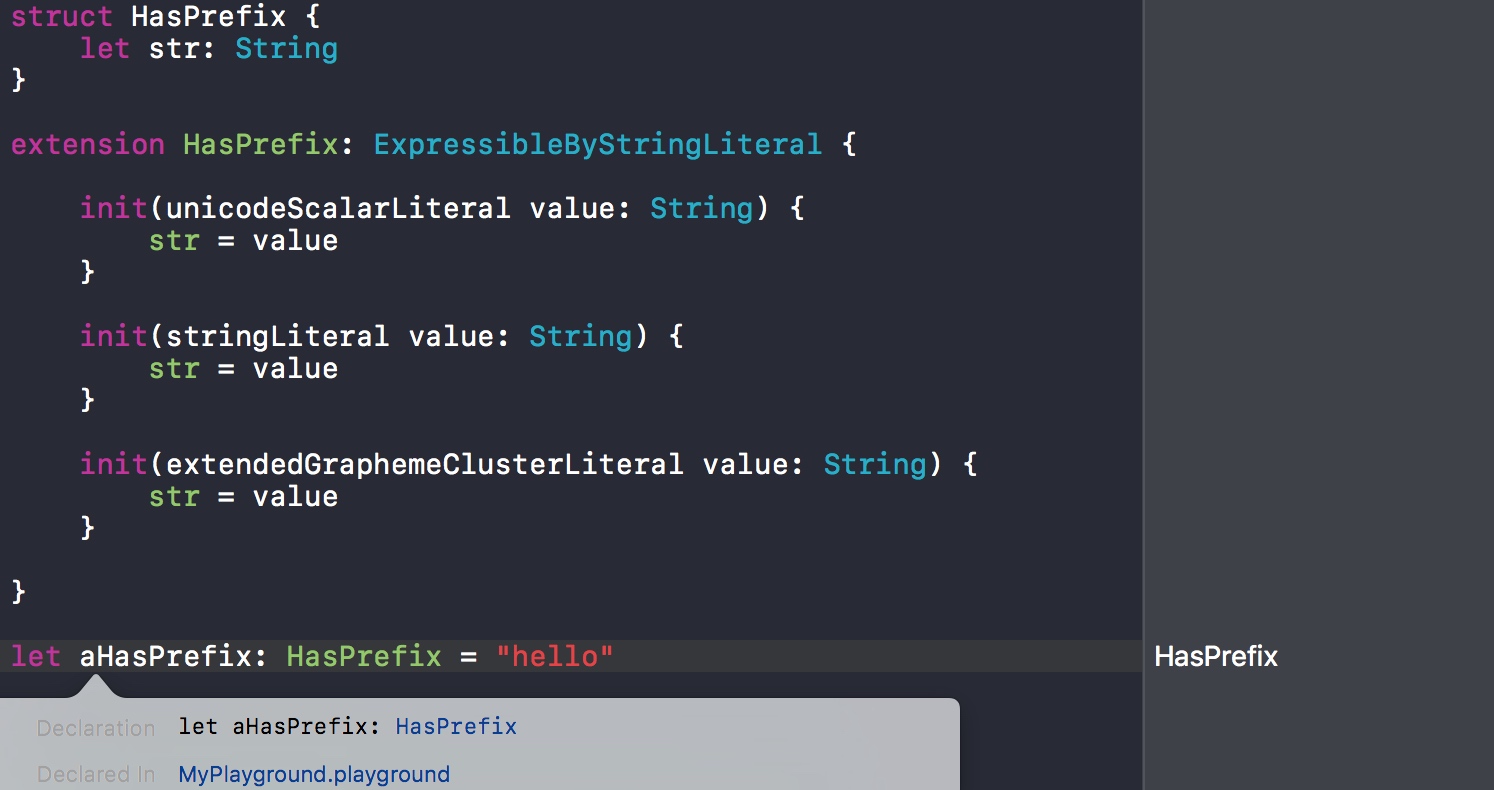 struct HasPrefix {
    let str: String
}
extension HasPrefix: ExpressibleByStringLiteral {
    init(unicodeScalarLiteral value: String) {
        str = value
    }
    init(stringLiteral value: String) {
        str = value
    }
    init(extendedGraphemeClusterLiteral value: String) {
        str = value
    }
}
let aHasPrefix: HasPrefix = "hello"
HasPrefix
Declaration let aHasPrefix: HasPrefix
Declared In MyPlayground.playground